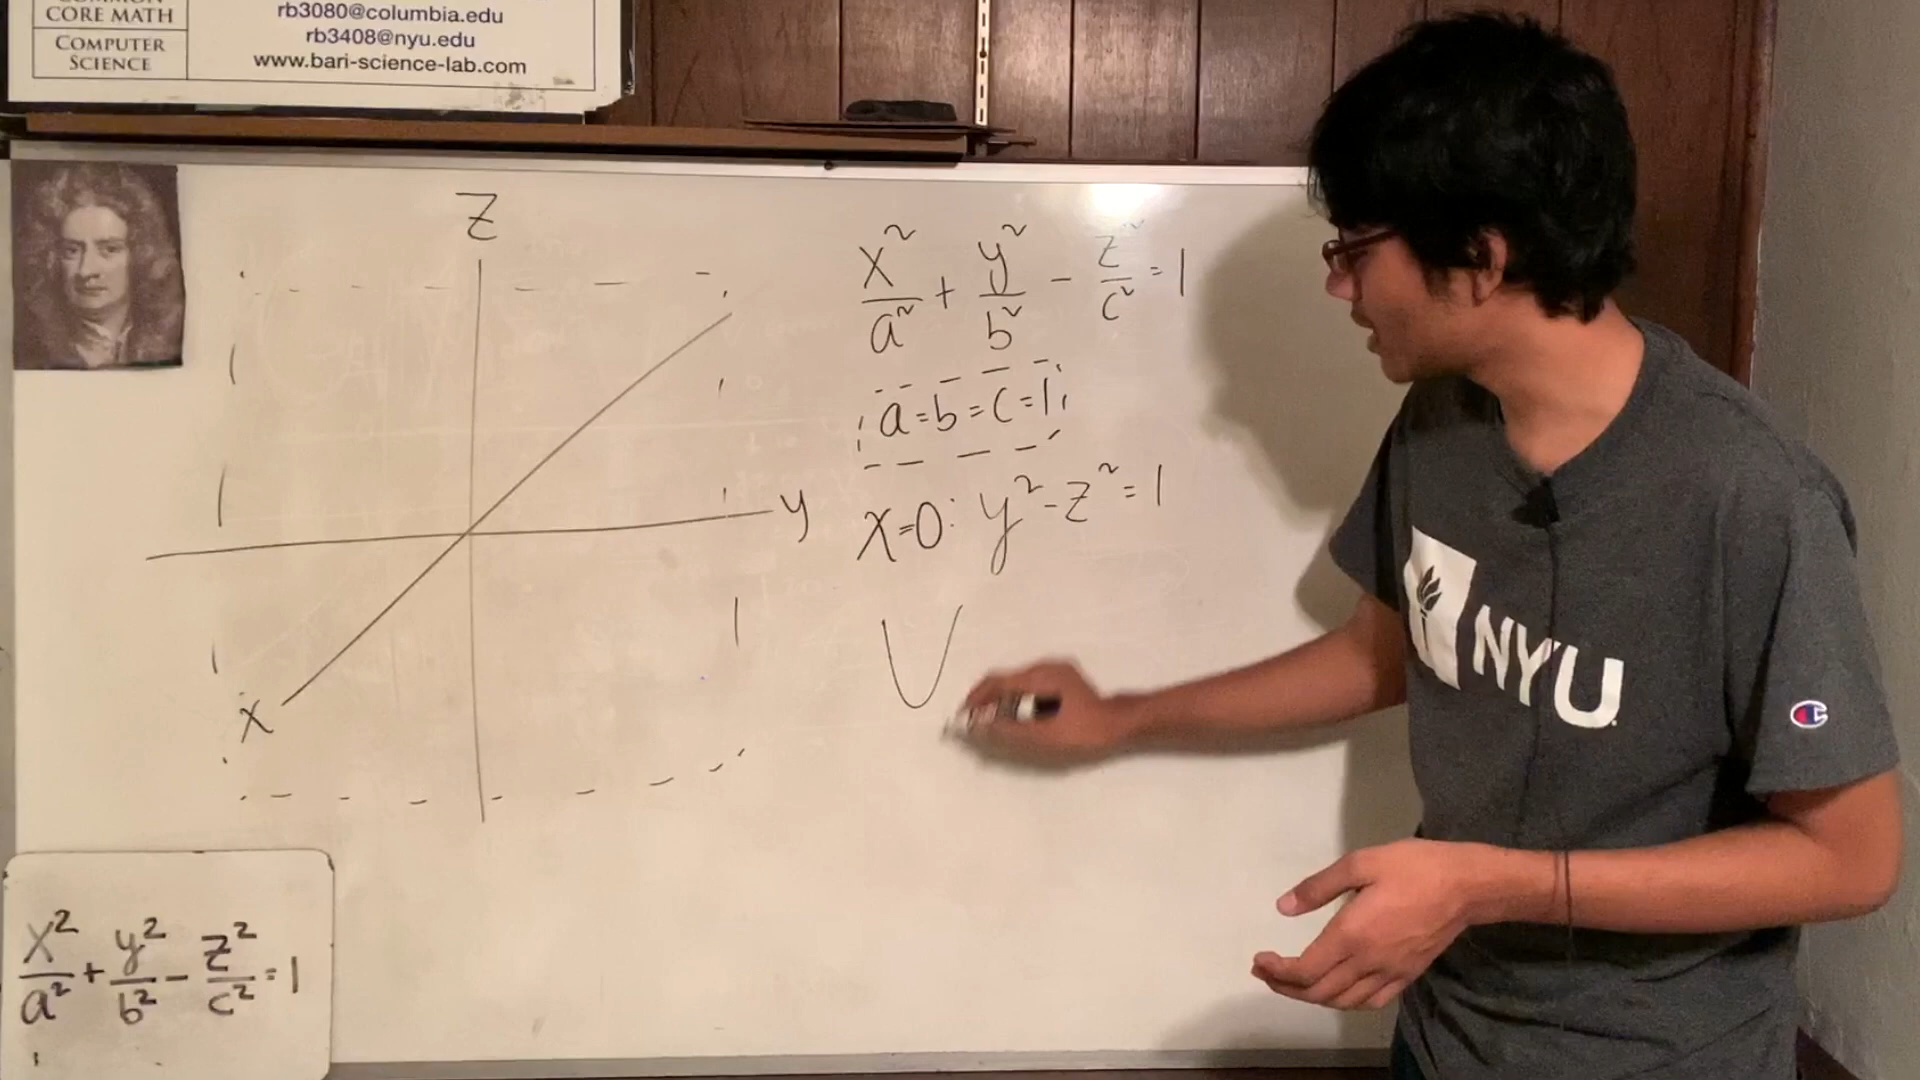 COMMON
CORE MATH
COMPUTER
SCIENCE
rb3080@columbia.edu
rb3408@nyu.edu
www.bari-science-lab.com
Z
y
x
x²/a² + y²/b² - z²/c² = 1
a=b=c=1
x=0: y²-z²=1
NYU
x²/a² + y²/b² - z²/c² = 1